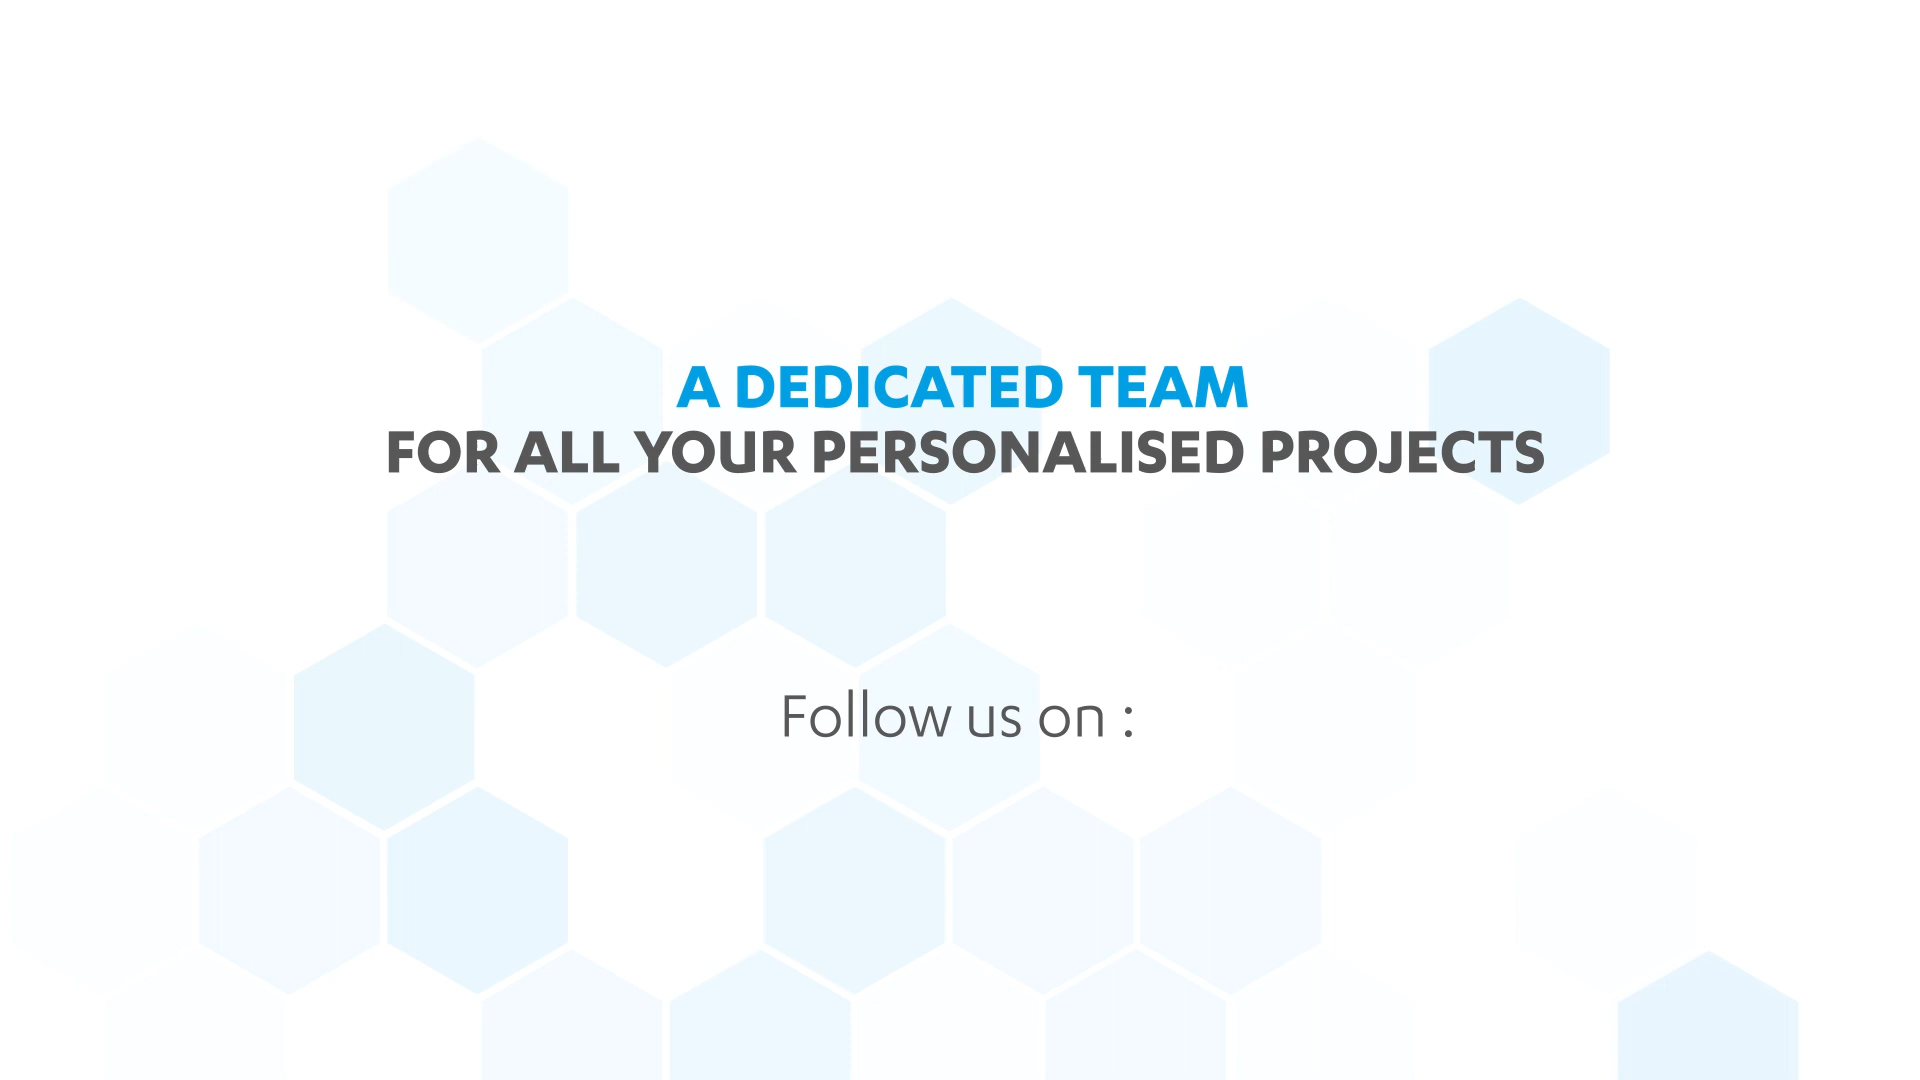 A DEDICATED TEAM
FOR ALL YOUR PERSONALISED PROJECTS
Follow us on :